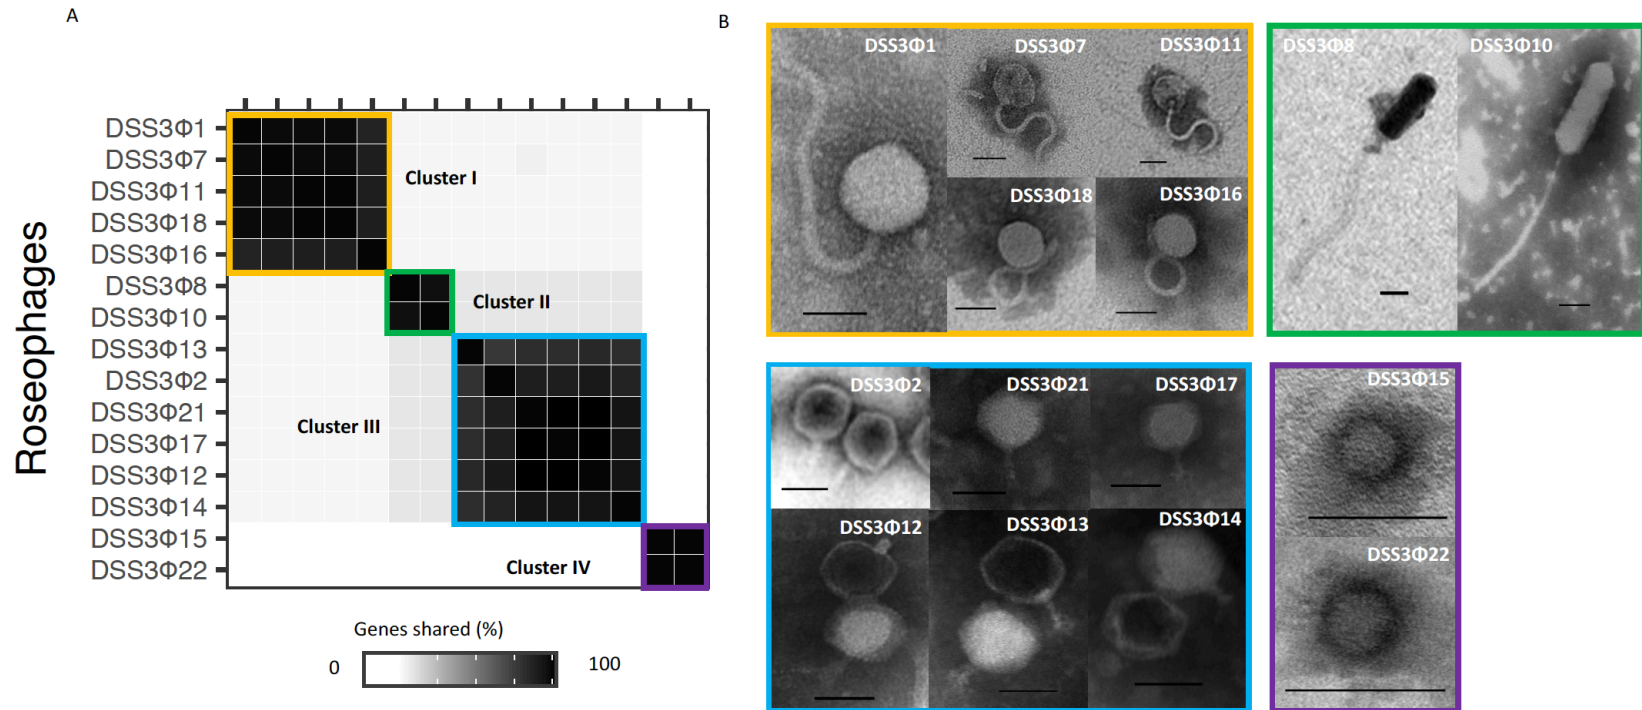 A
Roseophages
DSS3Φ1
DSS3Φ7
DSS3Φ11
DSS3Φ18
DSS3Φ16
DSS3Φ8
DSS3Φ10
DSS3Φ13
DSS3Φ2
DSS3Φ21
DSS3Φ17
DSS3Φ12
DSS3Φ14
DSS3Φ15
DSS3Φ22
Cluster I
Cluster II
Cluster III
Cluster IV
Genes shared (%)
0 100
B
DSS3Φ1 DSS3Φ7 DSS3Φ11
DSS3Φ18 DSS3Φ16
DSS3Φ8 DSS3Φ10
DSS3Φ2 DSS3Φ21 DSS3Φ17
DSS3Φ12 DSS3Φ13 DSS3Φ14
DSS3Φ15
DSS3Φ22